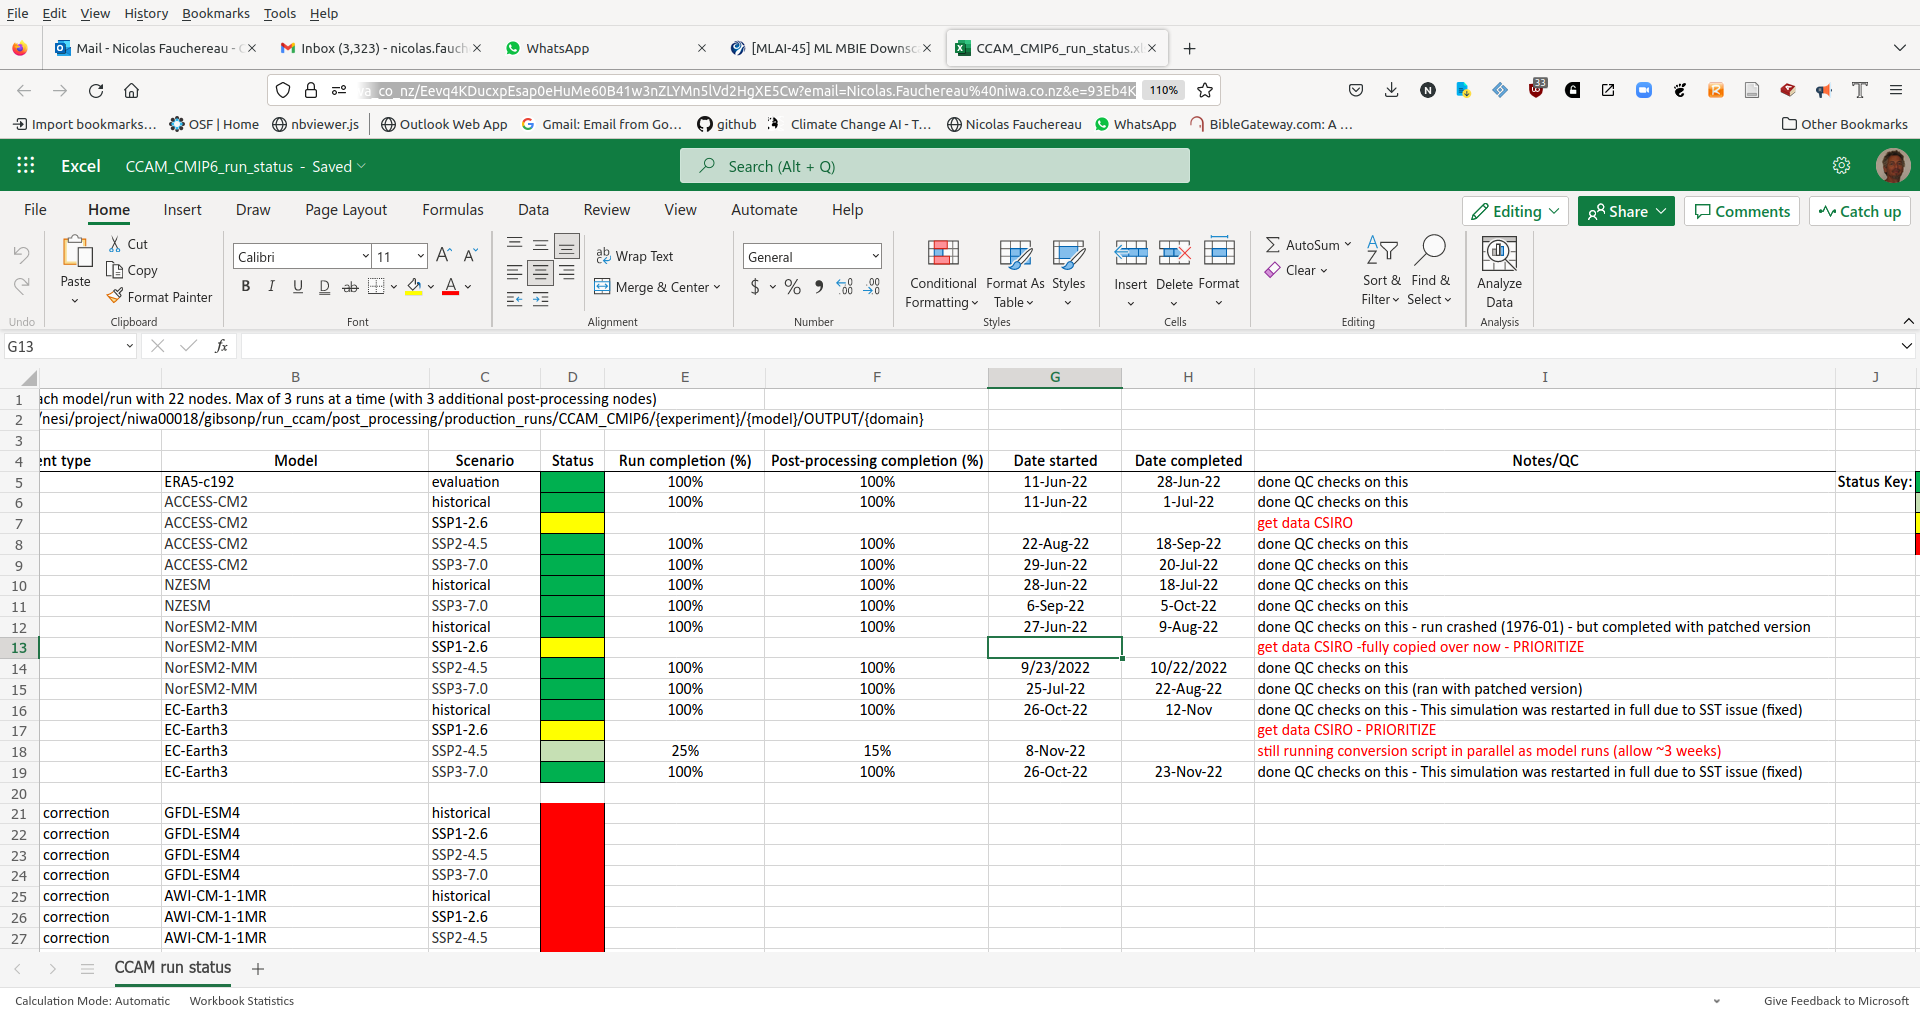 File Edit View History Bookmarks Tools Help
Mail - Nicolas Fauchereau - Inbox (3,323) - nicolas.fauch WhatsApp [MLAI-45] ML MBIE Downsc CCAM_CMIP6_run_status.xl
_co_nz/Eevq4KDucxpEsap0eHuMe60B41w3nZLYMn5lVd2HgXE5Cw?email=Nicolas.Fauchereau%40niwa.co.nz&e=93Eb4K 110% 33
Import bookmarks... OSF | Home nbviewer.js Outlook Web App Gmail: Email from Go... github Climate Change AI - T... Nicolas Fauchereau WhatsApp BibleGateway.com: A ... Other Bookmarks
Excel CCAM_CMIP6_run_status - Saved Search (Alt + Q)
File Home Insert Draw Page Layout Formulas Data Review View Automate Help Editing Share Comments Catch up
Paste Cut Copy Format Painter Calibri 11 B I U D ab A Wrap Text Merge & Center General $ % Conditional Formatting Format As Table Styles Insert Delete Format AutoSum Clear Sort & Filter Find & Select Analyze Data
Undo Clipboard Font Alignment Number Styles Cells Editing Analysis
G13 fx
B C D E F G H I J
1 ach model/run with 22 nodes. Max of 3 runs at a time (with 3 additional post-processing nodes)
2 /nesi/project/niwa00018/gibsonp/run_ccam/post_processing/production_runs/CCAM_CMIP6/{experiment}/{model}/OUTPUT/{domain}
3
4 ent type Model Scenario Status Run completion (%) Post-processing completion (%) Date started Date completed Notes/QC
5 ERA5-c192 evaluation 100% 100% 11-Jun-22 28-Jun-22 done QC checks on this Status Key:
6 ACCESS-CM2 historical 100% 100% 11-Jun-22 1-Jul-22 done QC checks on this
7 ACCESS-CM2 SSP1-2.6 get data CSIRO
8 ACCESS-CM2 SSP2-4.5 100% 100% 22-Aug-22 18-Sep-22 done QC checks on this
9 ACCESS-CM2 SSP3-7.0 100% 100% 29-Jun-22 20-Jul-22 done QC checks on this
10 NZESM historical 100% 100% 28-Jun-22 18-Jul-22 done QC checks on this
11 NZESM SSP3-7.0 100% 100% 6-Sep-22 5-Oct-22 done QC checks on this
12 NorESM2-MM historical 100% 100% 27-Jun-22 9-Aug-22 done QC checks on this - run crashed (1976-01) - but completed with patched version
13 NorESM2-MM SSP1-2.6 get data CSIRO -fully copied over now - PRIORITIZE
14 NorESM2-MM SSP2-4.5 100% 100% 9/23/2022 10/22/2022 done QC checks on this
15 NorESM2-MM SSP3-7.0 100% 100% 25-Jul-22 22-Aug-22 done QC checks on this (ran with patched version)
16 EC-Earth3 historical 100% 100% 26-Oct-22 12-Nov done QC checks on this - This simulation was restarted in full due to SST issue (fixed)
17 EC-Earth3 SSP1-2.6 get data CSIRO - PRIORITIZE
18 EC-Earth3 SSP2-4.5 25% 15% 8-Nov-22 still running conversion script in parallel as model runs (allow ~3 weeks)
19 EC-Earth3 SSP3-7.0 100% 100% 26-Oct-22 23-Nov-22 done QC checks on this - This simulation was restarted in full due to SST issue (fixed)
20
21 correction GFDL-ESM4 historical
22 correction GFDL-ESM4 SSP1-2.6
23 correction GFDL-ESM4 SSP2-4.5
24 correction GFDL-ESM4 SSP3-7.0
25 correction AWI-CM-1-1MR historical
26 correction AWI-CM-1-1MR SSP1-2.6
27 correction AWI-CM-1-1MR SSP2-4.5
CCAM run status
Calculation Mode: Automatic Workbook Statistics Give Feedback to Microsoft